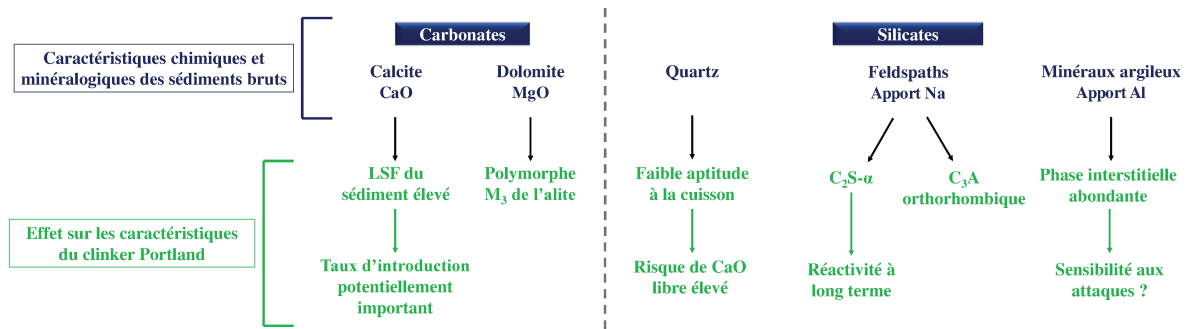 Caractéristiques chimiques et
minéralogiques des sédiments bruts
Carbonates
Silicates
Calcite
CaO
Dolomite
MgO
Quartz
Feldspaths
Apport Na
Minéraux argileux
Apport Al
Effet sur les caractéristiques
du clinker Portland
LSF du
sédiment élevé
Polymorphe
M₃ de l’alite
Faible aptitude
à la cuisson
C₂S-α
C₃A
orthorhombique
Phase interstitielle
abondante
Taux d’introduction
potentiellement
important
Risque de CaO
libre élevé
Réactivité à
long terme
Sensibilité aux
attaques ?